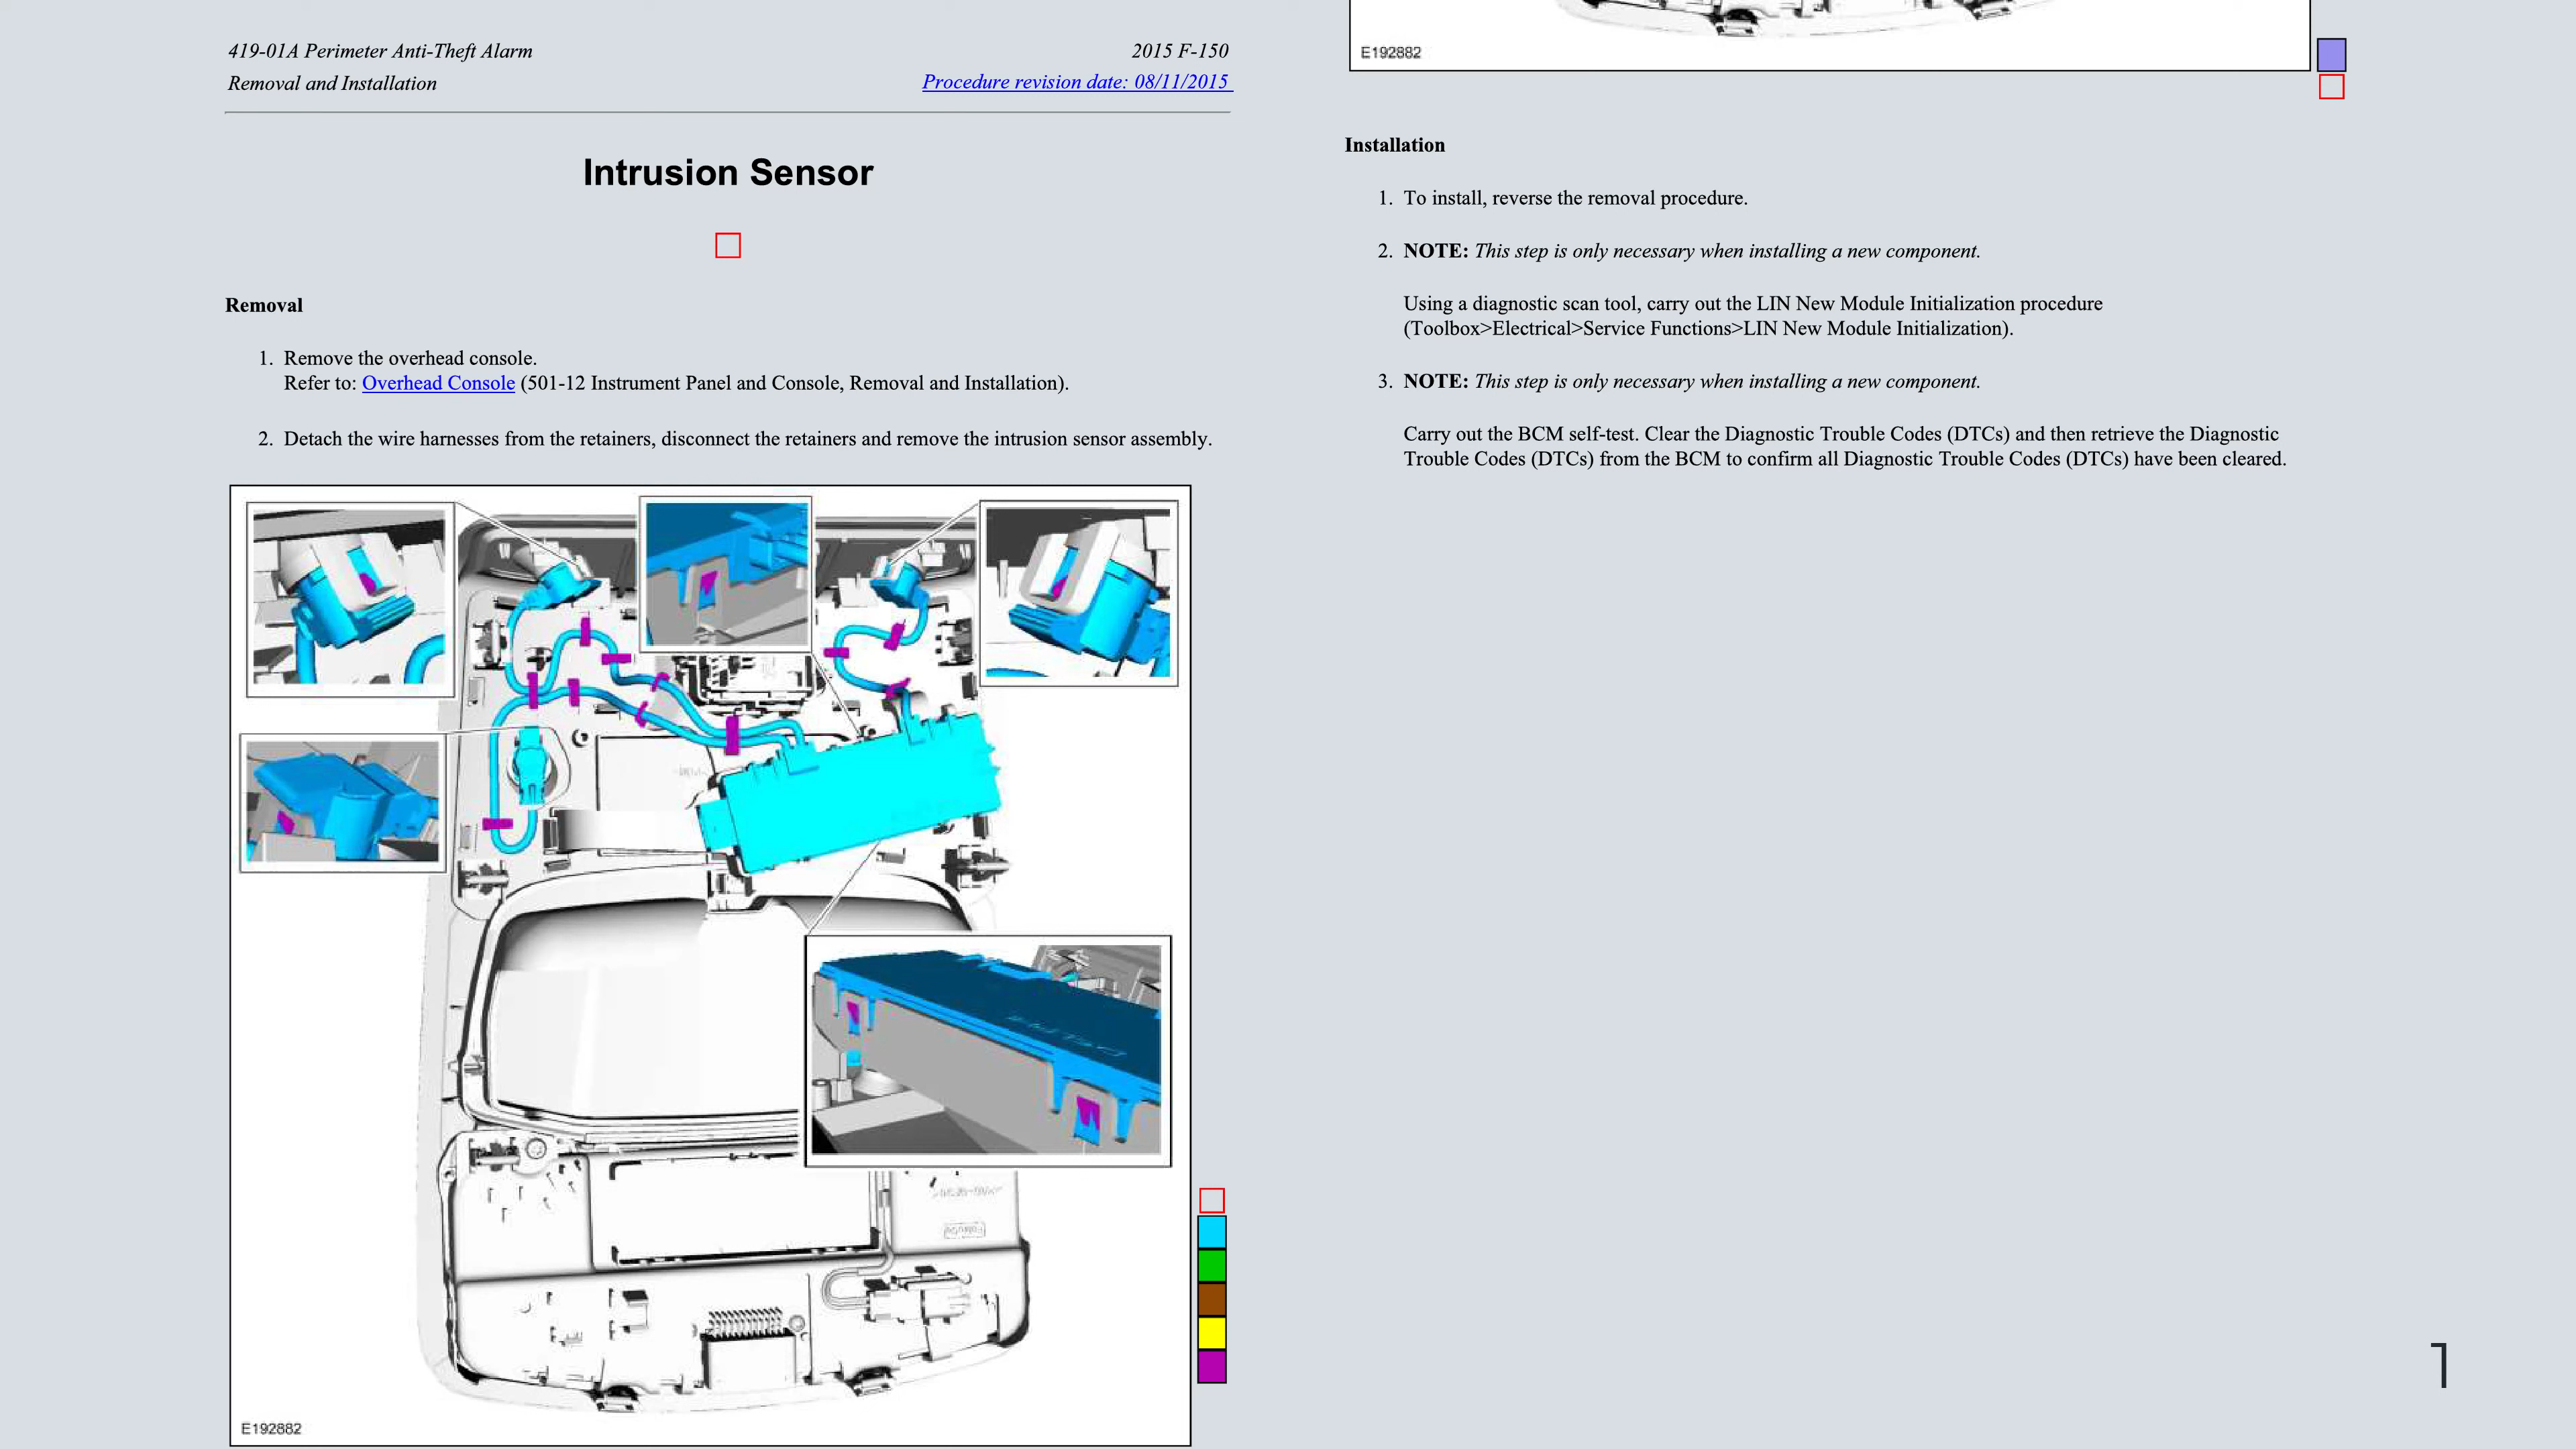 419-01A Perimeter Anti-Theft Alarm
2015 F-150
Removal and Installation
Procedure revision date: 08/11/2015
Intrusion Sensor
Removal
1. Remove the overhead console.
Refer to: Overhead Console (501-12 Instrument Panel and Console, Removal and Installation).
2. Detach the wire harnesses from the retainers, disconnect the retainers and remove the intrusion sensor assembly.
E192882
E192882
Installation
1. To install, reverse the removal procedure.
2. NOTE: This step is only necessary when installing a new component.
Using a diagnostic scan tool, carry out the LIN New Module Initialization procedure
(Toolbox>Electrical>Service Functions>LIN New Module Initialization).
3. NOTE: This step is only necessary when installing a new component.
Carry out the BCM self-test. Clear the Diagnostic Trouble Codes (DTCs) and then retrieve the Diagnostic
Trouble Codes (DTCs) from the BCM to confirm all Diagnostic Trouble Codes (DTCs) have been cleared.
1